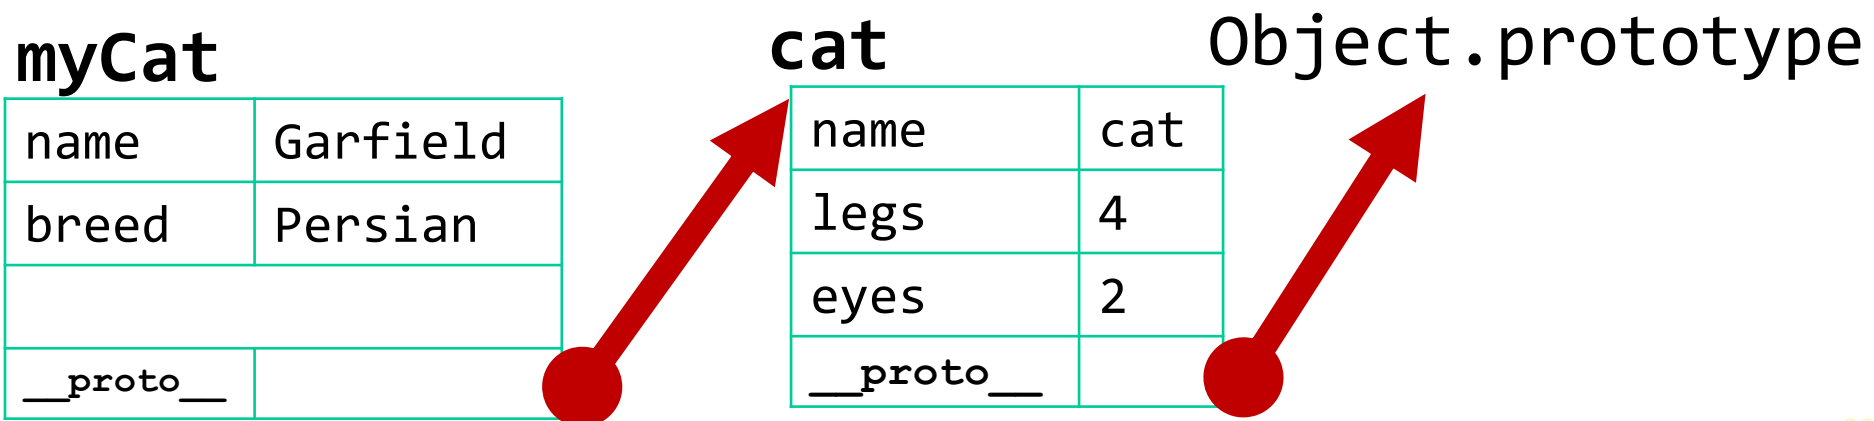 myCat
name Garfield
breed Persian
__proto__
cat
name cat
legs 4
eyes 2
__proto__
Object.prototype